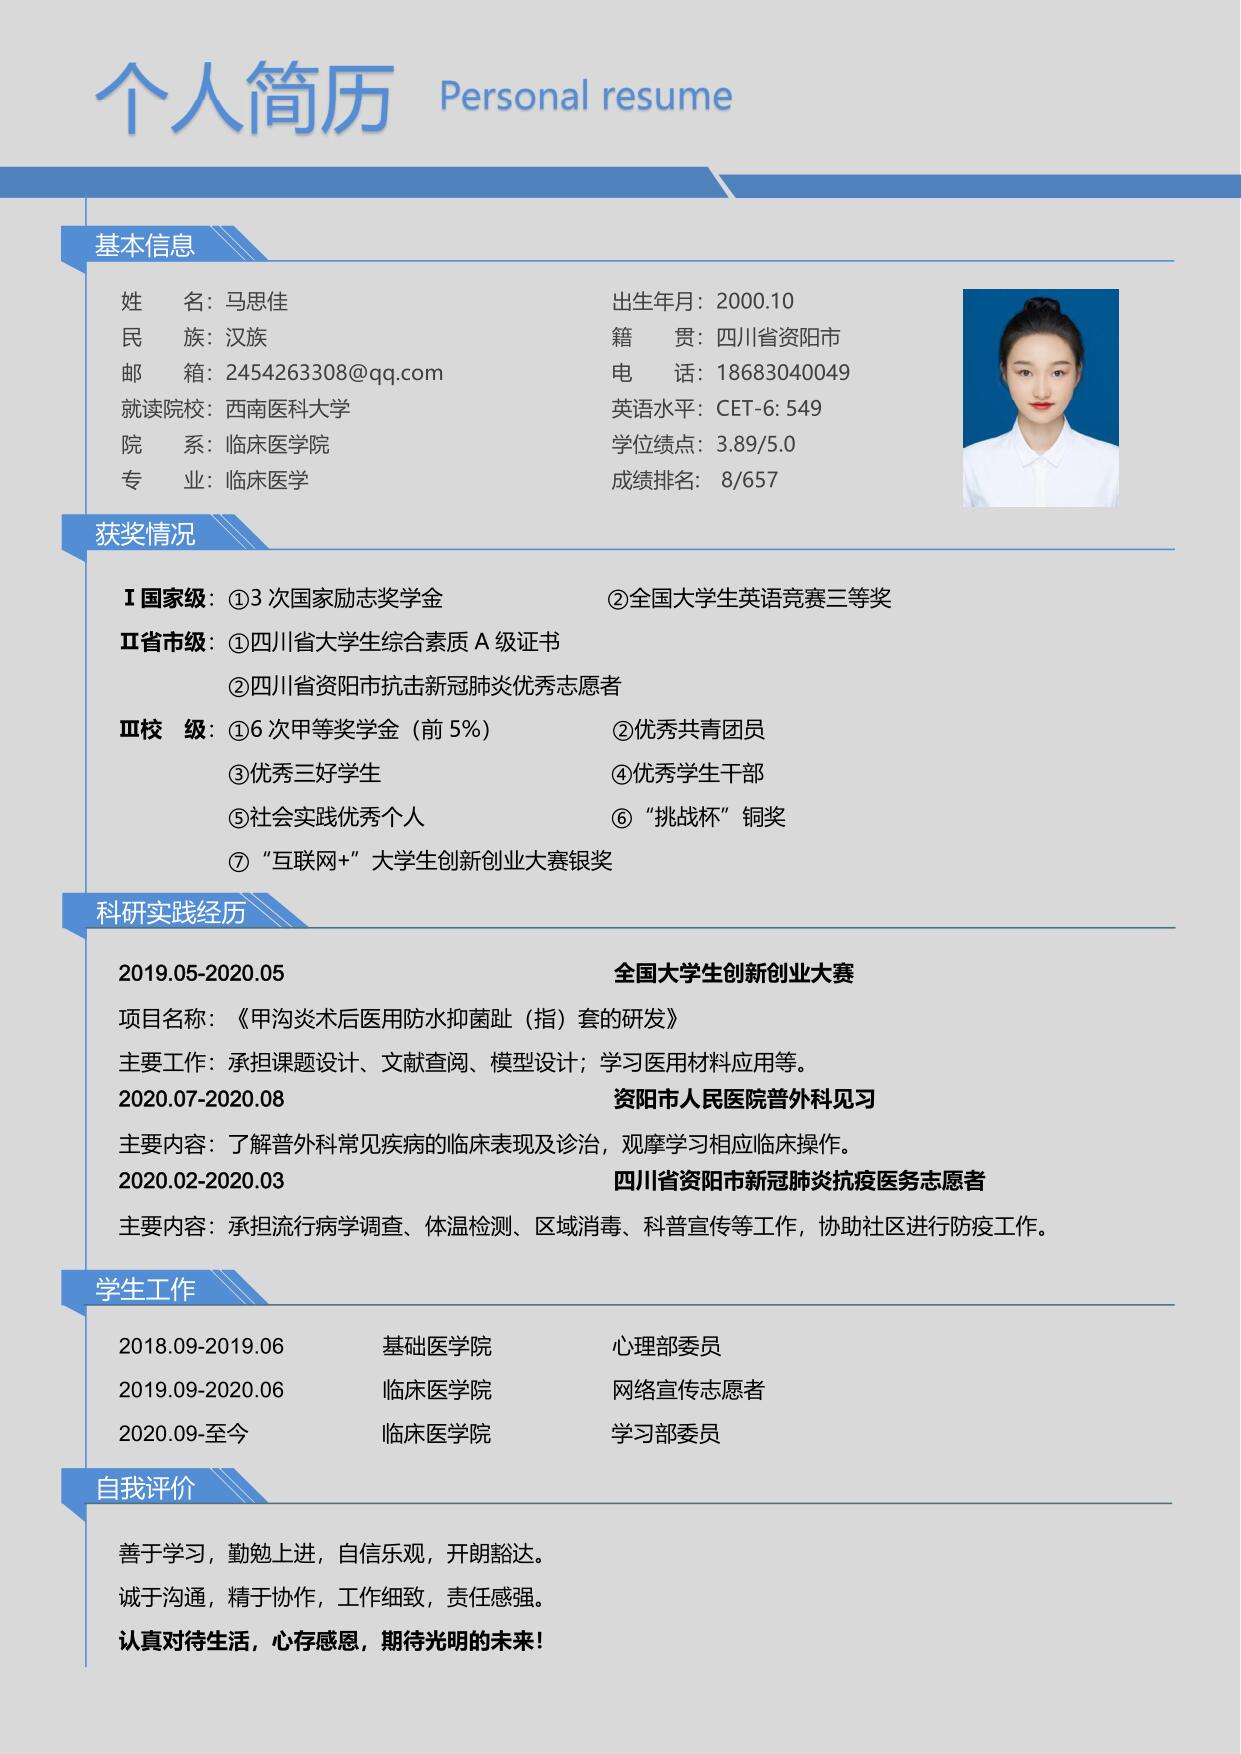 个人简历 Personal resume
基本信息
姓 名：马思佳 出生年月：2000.10
民 族：汉族 籍 贯：四川省资阳市
邮 箱：2454263308@qq.com 电 话：18683040049
就读院校：西南医科大学 英语水平：CET-6: 549
院 系：临床医学院 学位绩点：3.89/5.0
专 业：临床医学 成绩排名： 8/657
获奖情况
Ⅰ国家级：①3 次国家励志奖学金 ②全国大学生英语竞赛三等奖
Ⅱ省市级：①四川省大学生综合素质 A 级证书
②四川省资阳市抗击新冠肺炎优秀志愿者
Ⅲ校 级：①6 次甲等奖学金（前 5%） ②优秀共青团员
③优秀三好学生 ④优秀学生干部
⑤社会实践优秀个人 ⑥“挑战杯”铜奖
⑦“互联网+”大学生创新创业大赛银奖
科研实践经历
2019.05-2020.05 全国大学生创新创业大赛
项目名称：《甲沟炎术后医用防水抑菌趾（指）套的研发》
主要工作：承担课题设计、文献查阅、模型设计；学习医用材料应用等。
2020.07-2020.08 资阳市人民医院普外科见习
主要内容：了解普外科常见疾病的临床表现及诊治，观摩学习相应临床操作。
2020.02-2020.03 四川省资阳市新冠肺炎抗疫医务志愿者
主要内容：承担流行病学调查、体温检测、区域消毒、科普宣传等工作，协助社区进行防疫工作。
学生工作
2018.09-2019.06 基础医学院 心理部委员
2019.09-2020.06 临床医学院 网络宣传志愿者
2020.09-至今 临床医学院 学习部委员
自我评价
善于学习，勤勉上进，自信乐观，开朗豁达。
诚于沟通，精于协作，工作细致，责任感强。
认真对待生活，心存感恩，期待光明的未来！